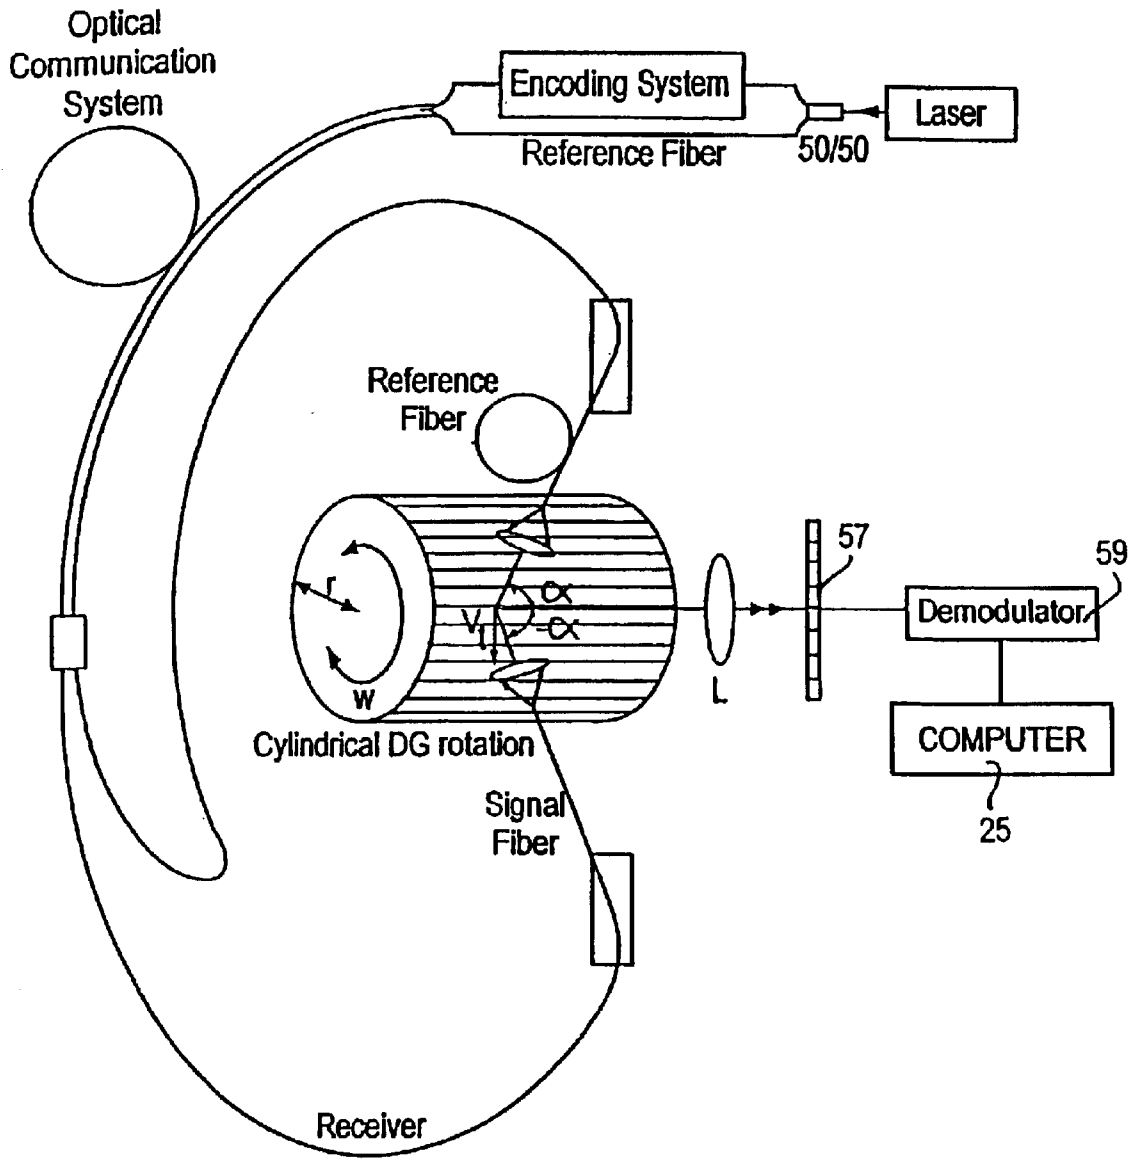 Optical
Communication
System
Encoding System
Laser
Reference Fiber
50/50
Reference
Fiber
57
59
r
α
V
-α
Demodulator
W
L
Cylindrical DG rotation
COMPUTER
Signal
Fiber
25
Receiver